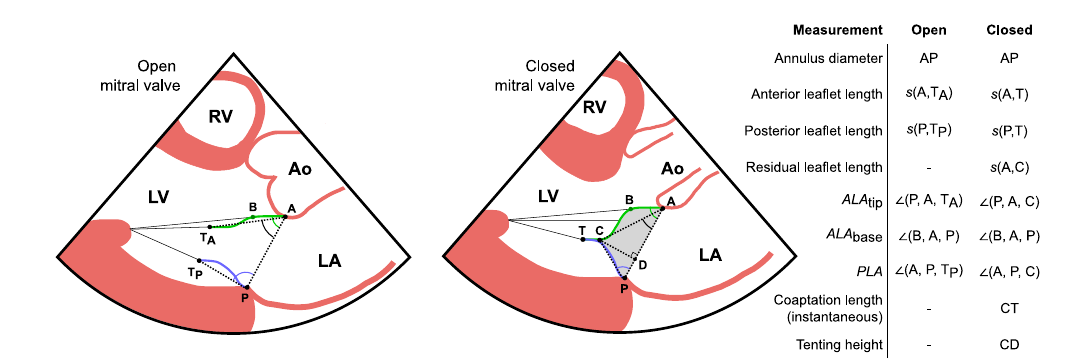 Open
mitral valve
RV
Ao
LV
B
A
TA
TP
LA
P
Closed
mitral valve
RV
Ao
LV
B
A
T
C
D
LA
P
Measurement Open Closed
Annulus diameter AP AP
Anterior leaflet length s(A,TA) s(A,T)
Posterior leaflet length s(P,TP) s(P,T)
Residual leaflet length - s(A,C)
ALAtip ∠(P, A, TA) ∠(P, A, C)
ALAbase ∠(B, A, P) ∠(B, A, P)
PLA ∠(A, P, TP) ∠(A, P, C)
Coaptation length
(instantaneous) - CT
Tenting height - CD